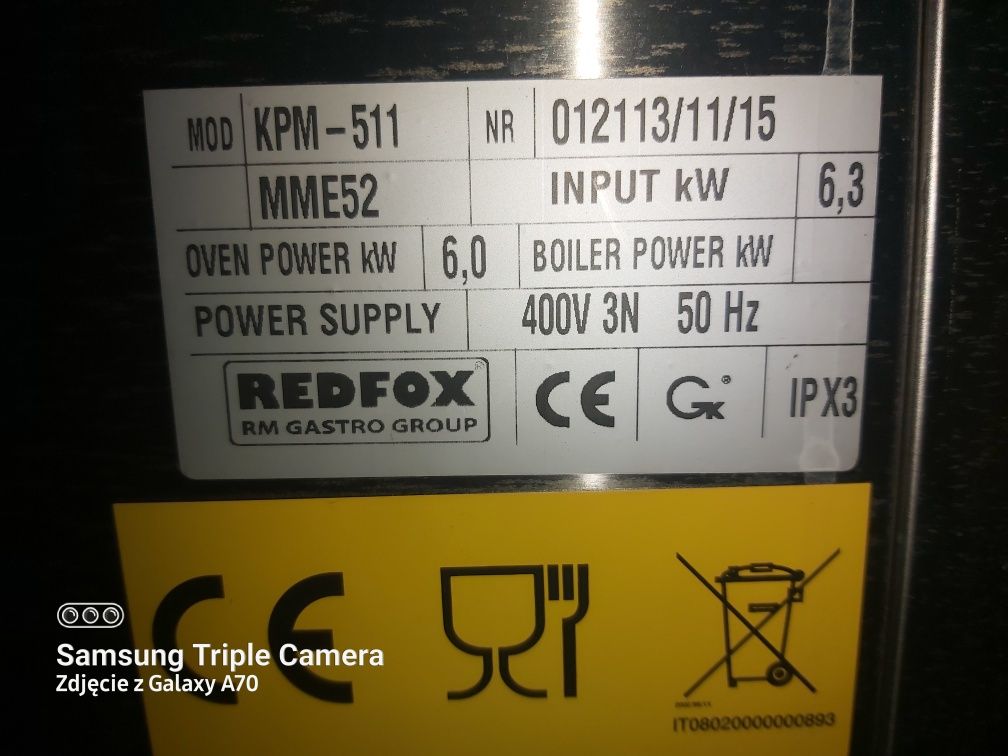 MOD KPM-511 NR 012113/11/15
MME52 INPUT kW 6,3
OVEN POWER kW 6,0 BOILER POWER kW
POWER SUPPLY 400V 3N 50 Hz
REDFOX®
RM GASTRO GROUP
CE GK® IPX3
CE
IT08020000000893
Samsung Triple Camera
Zdjęcie z Galaxy A70